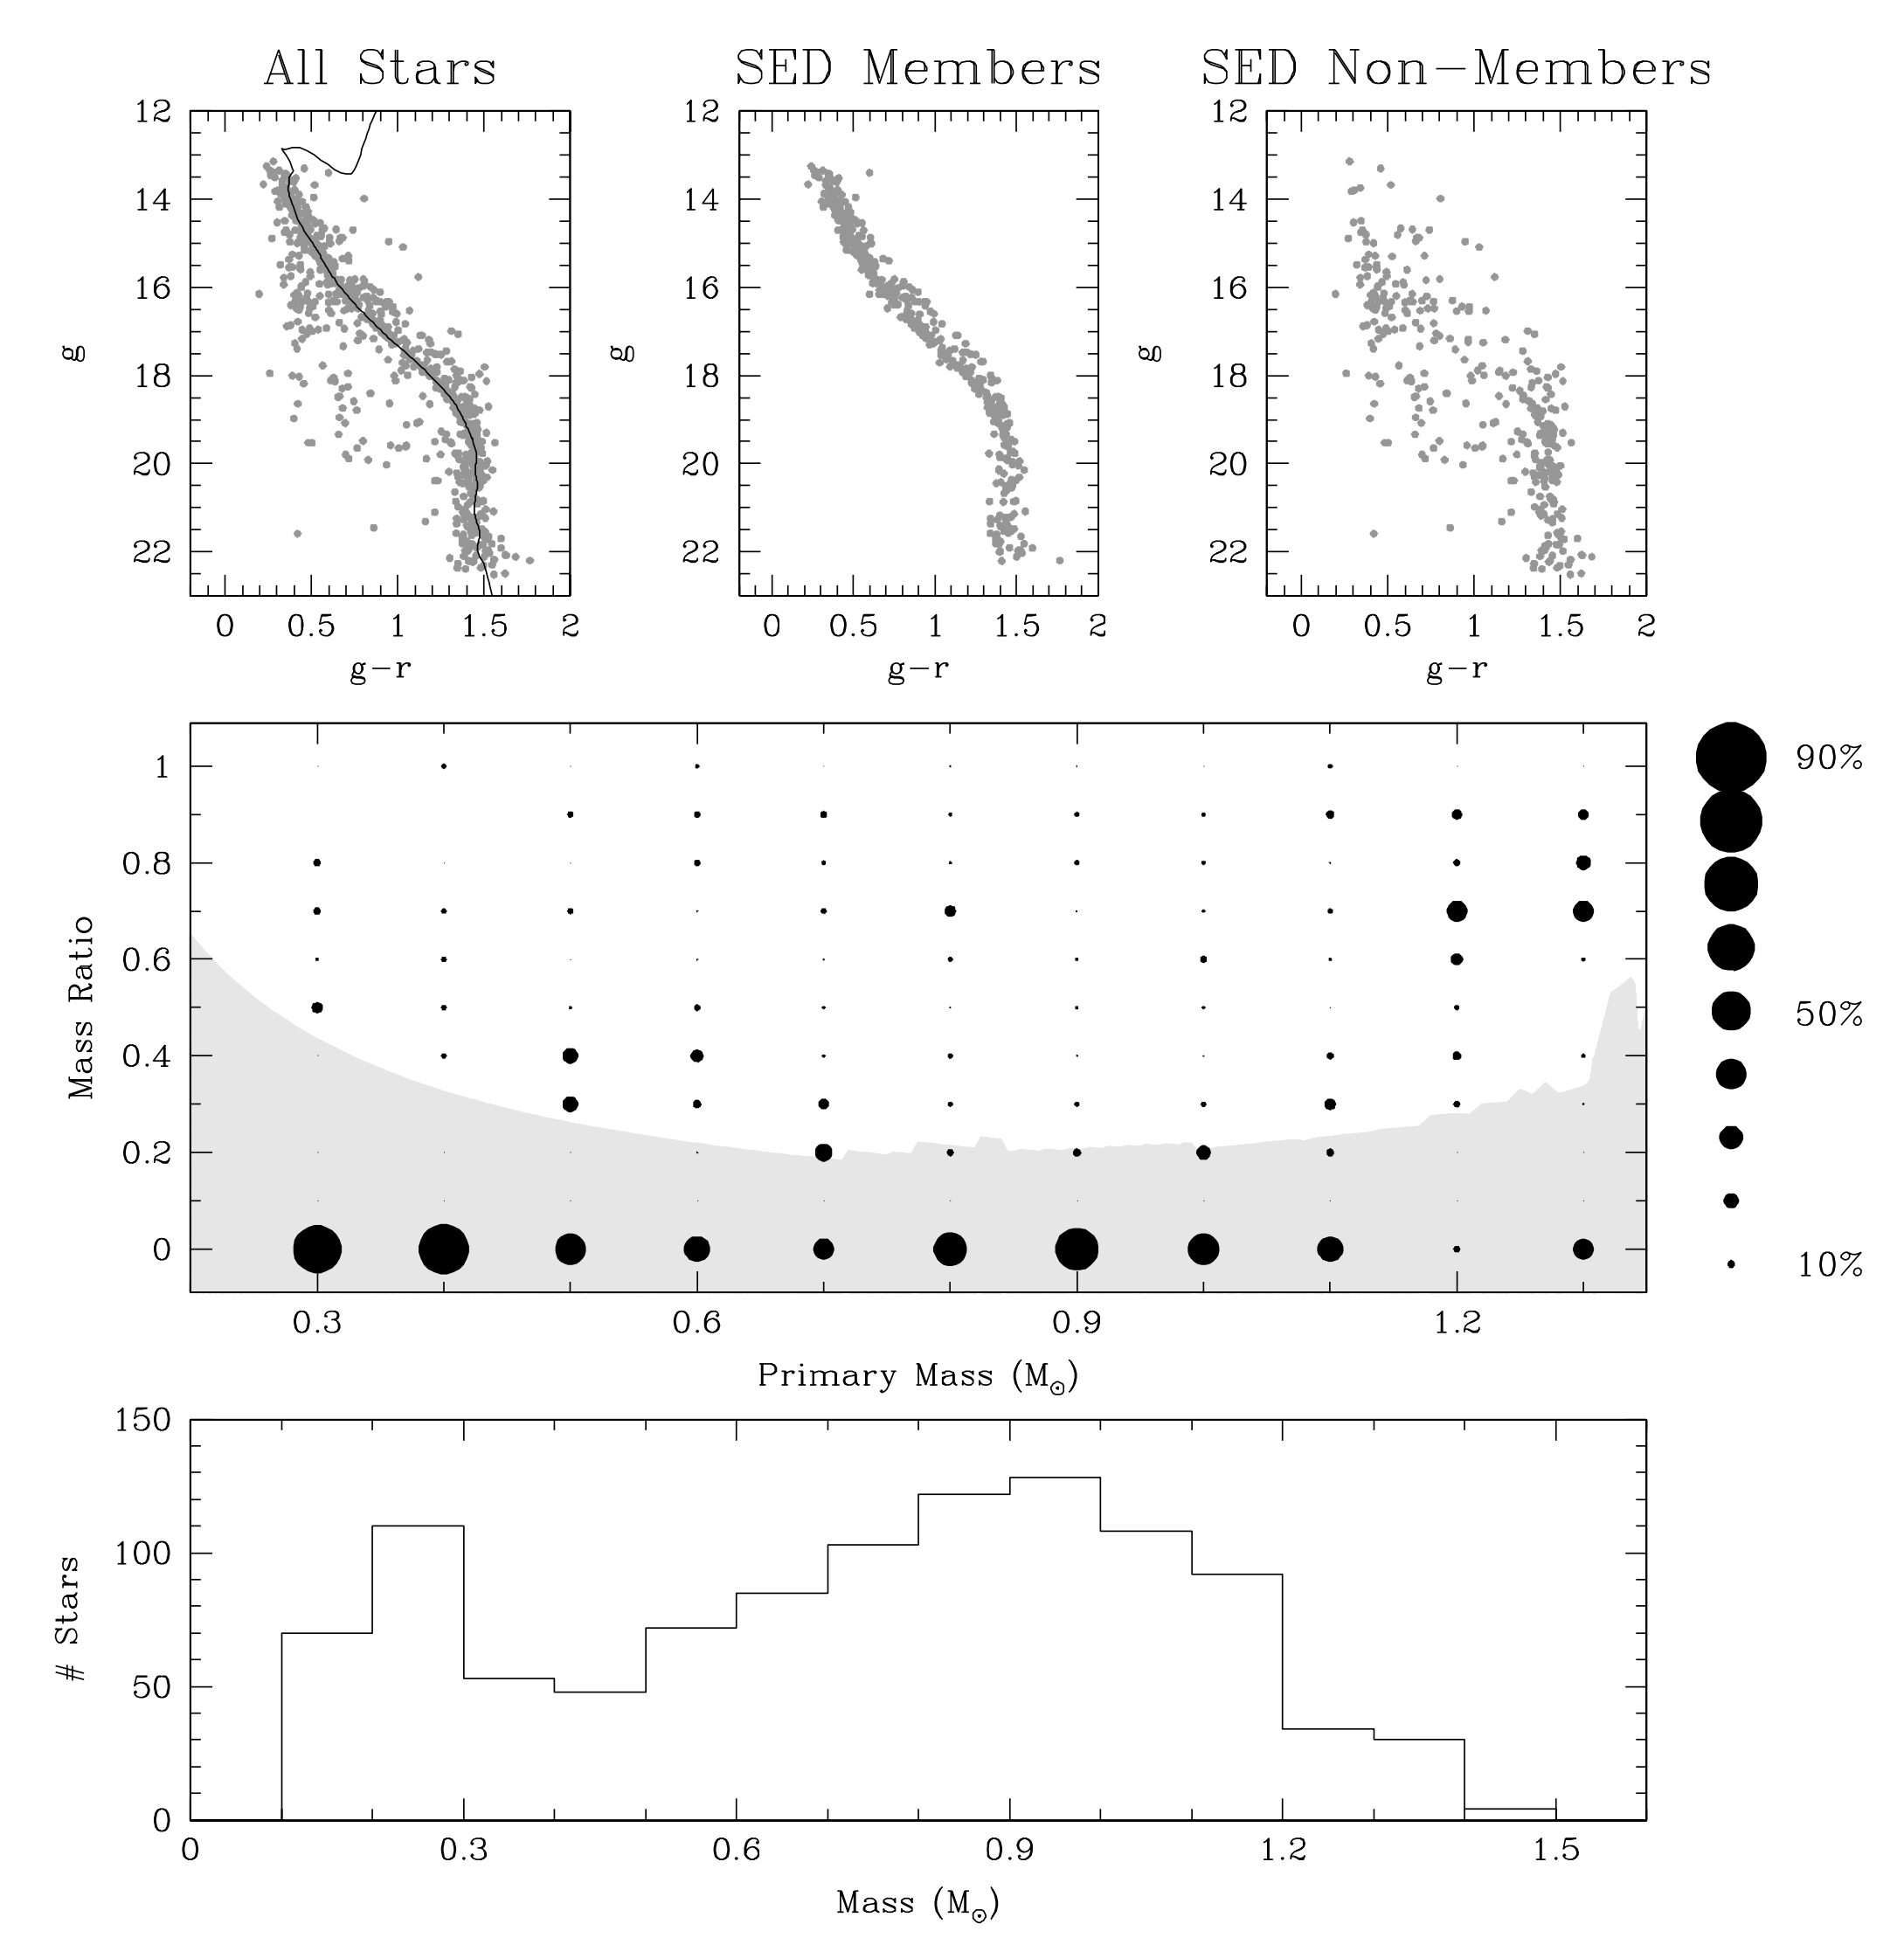 All Stars SED Members SED Non-Members
12 12 12
14 14 14
16 16 16
g g g
18 18 18
20 20 20
22 22 22
0 0.5 1 1.5 2 0 0.5 1 1.5 2 0 0.5 1 1.5 2
g-r g-r g-r
90%
1
0.8
Mass Ratio
0.6
50%
0.4
0.2
0
10%
0.3 0.6 0.9 1.2
Primary Mass (M⊙)
150
100
# Stars
50
0
0 0.3 0.6 0.9 1.2 1.5
Mass (M⊙)